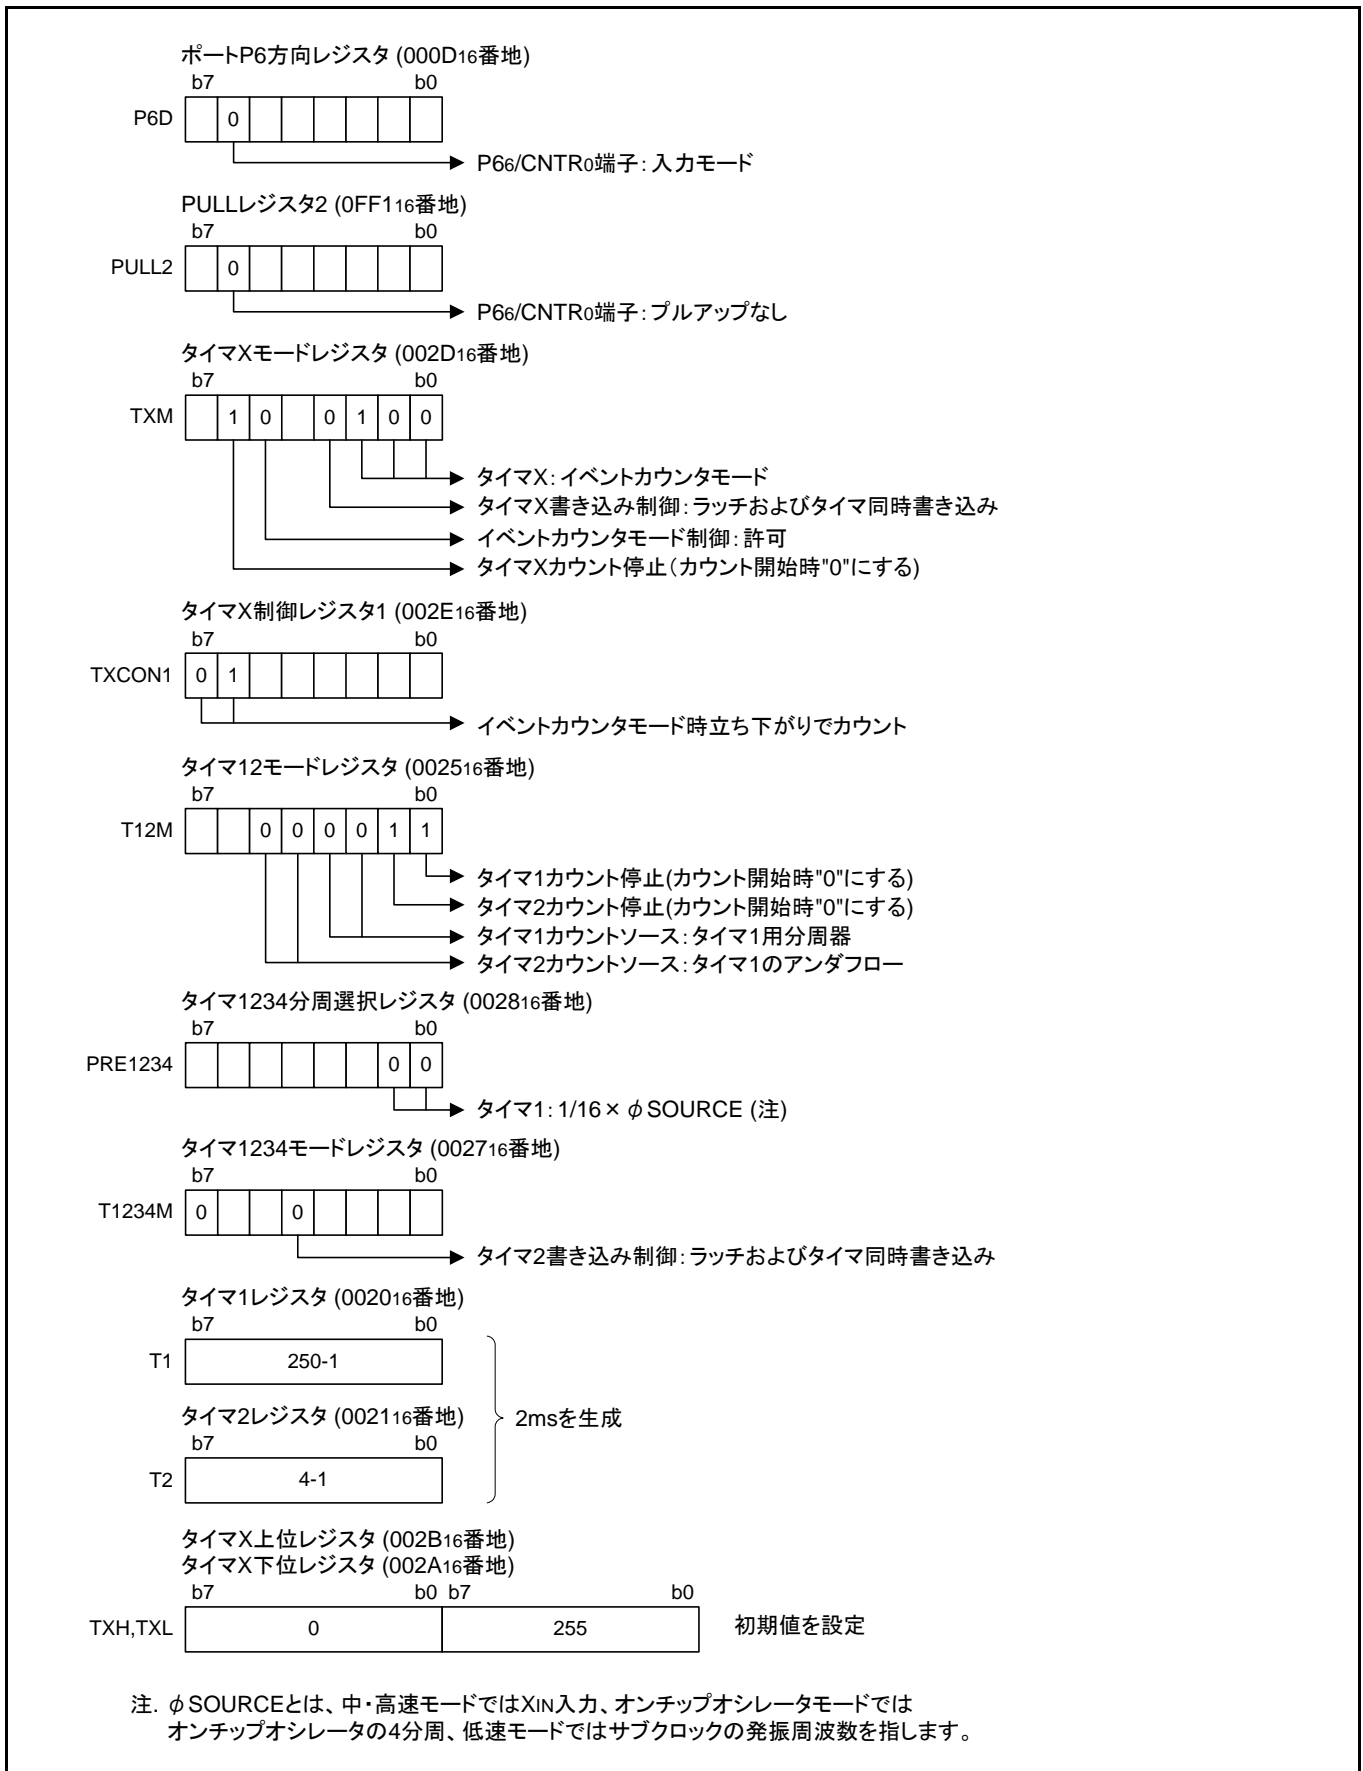 ポートP6方向レジスタ (000D16番地)
b7 b0
P6D 0
P66/CNTR0端子：入力モード
PULLレジスタ2 (0FF116番地)
b7 b0
PULL2 0
P66/CNTR0端子：プルアップなし
タイマXモードレジスタ (002D16番地)
b7 b0
TXM 1 0 0 1 0 0
タイマX：イベントカウンタモード
タイマX書き込み制御：ラッチおよびタイマ同時書き込み
イベントカウンタモード制御：許可
タイマXカウント停止（カウント開始時"0"にする)
タイマX制御レジスタ1 (002E16番地)
b7 b0
TXCON1 0 1
イベントカウンタモード時立ち下がりでカウント
タイマ12モードレジスタ (002516番地)
b7 b0
T12M 0 0 0 0 1 1
タイマ1カウント停止(カウント開始時"0"にする)
タイマ2カウント停止(カウント開始時"0"にする)
タイマ1カウントソース：タイマ1用分周器
タイマ2カウントソース：タイマ1のアンダフロー
タイマ1234分周選択レジスタ (002816番地)
b7 b0
PRE1234 0 0
タイマ1：1/16×φSOURCE (注)
タイマ1234モードレジスタ (002716番地)
b7 b0
T1234M 0 0
タイマ2書き込み制御：ラッチおよびタイマ同時書き込み
タイマ1レジスタ (002016番地)
b7 b0
T1 250-1
タイマ2レジスタ (002116番地)
2msを生成
b7 b0
T2 4-1
タイマX上位レジスタ (002B16番地)
タイマX下位レジスタ (002A16番地)
b7 b0 b7 b0
TXH,TXL 0 255 初期値を設定
注. φSOURCEとは、中・高速モードではXIN入力、オンチップオシレータモードでは
オンチップオシレータの4分周、低速モードではサブクロックの発振周波数を指します。